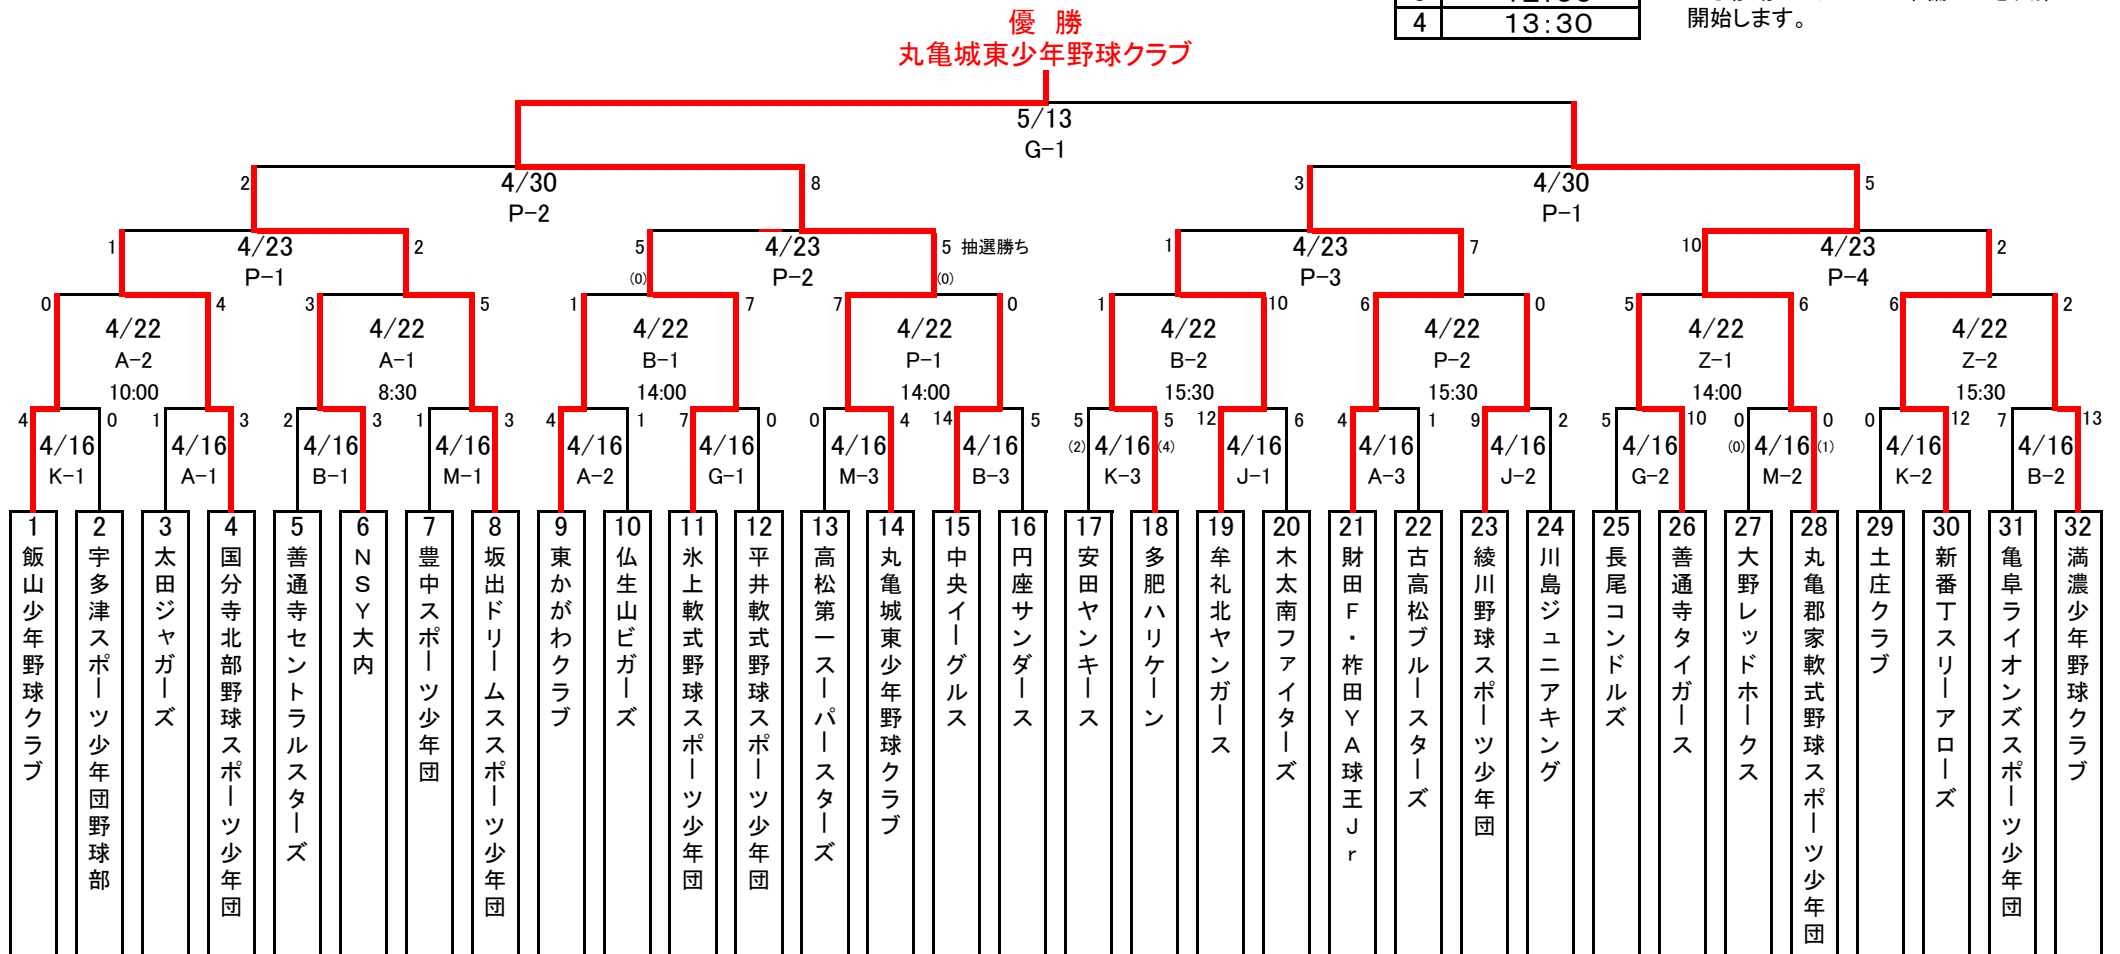 4 13:30
開始します。
優 勝
丸亀城東少年野球クラブ
5/13
G-1
2 4/30 8 3 4/30 5
P-2 P-1
1 4/23 2 5 4/23 5 抽選勝ち 1 4/23 7 10 4/23 2
P-1 (0) P-2 (0) P-3 P-4
0 4 3 5 1 7 7 0 1 10 6 0 5 6 6 2
4/22 4/22 4/22 4/22 4/22 4/22 4/22 4/22
A-2 A-1 B-1 P-1 B-2 P-2 Z-1 Z-2
10:00 8:30 14:00 14:00 15:30 15:30 14:00 15:30
4 0 1 3 2 3 1 3 4 1 7 0 0 4 14 5 5 5 12 6 4 1 9 2 5 10 0 0 0 12 7 13
4/16 4/16 4/16 4/16 4/16 4/16 4/16 4/16 (2) 4/16 (4) 4/16 4/16 4/16 4/16 (0) 4/16 (1) 4/16 4/16
K-1 A-1 B-1 M-1 A-2 G-1 M-3 B-3 K-3 J-1 A-3 J-2 G-2 M-2 K-2 B-2
1 飯山少年野球クラブ
2 宇多津スポーツ少年団野球部
3 太田ジャガーズ
4 国分寺北部野球スポーツ少年団
5 善通寺セントラルスターズ
6 NSY大内
7 豊中スポーツ少年団
8 坂出ドリームススポーツ少年団
9 東かがわクラブ
10 仏生山ビガーズ
11 氷上軟式野球スポーツ少年団
12 平井軟式野球スポーツ少年団
13 高松第一スーパースターズ
14 丸亀城東少年野球クラブ
15 中央イーグルス
16 円座サンダース
17 安田ヤンキース
18 多肥ハリケーン
19 牟礼北ヤンガース
20 木太南ファイターズ
21 財田F・柞田YA球王Jr
22 古高松ブルースターズ
23 綾川野球スポーツ少年団
24 川島ジュニアキング
25 長尾コンドルズ
26 善通寺タイガース
27 大野レッドホークス
28 丸亀郡家軟式野球スポーツ少年団
29 土庄クラブ
30 新番丁スリーアローズ
31 亀阜ライオンズスポーツ少年団
32 満濃少年野球クラブ